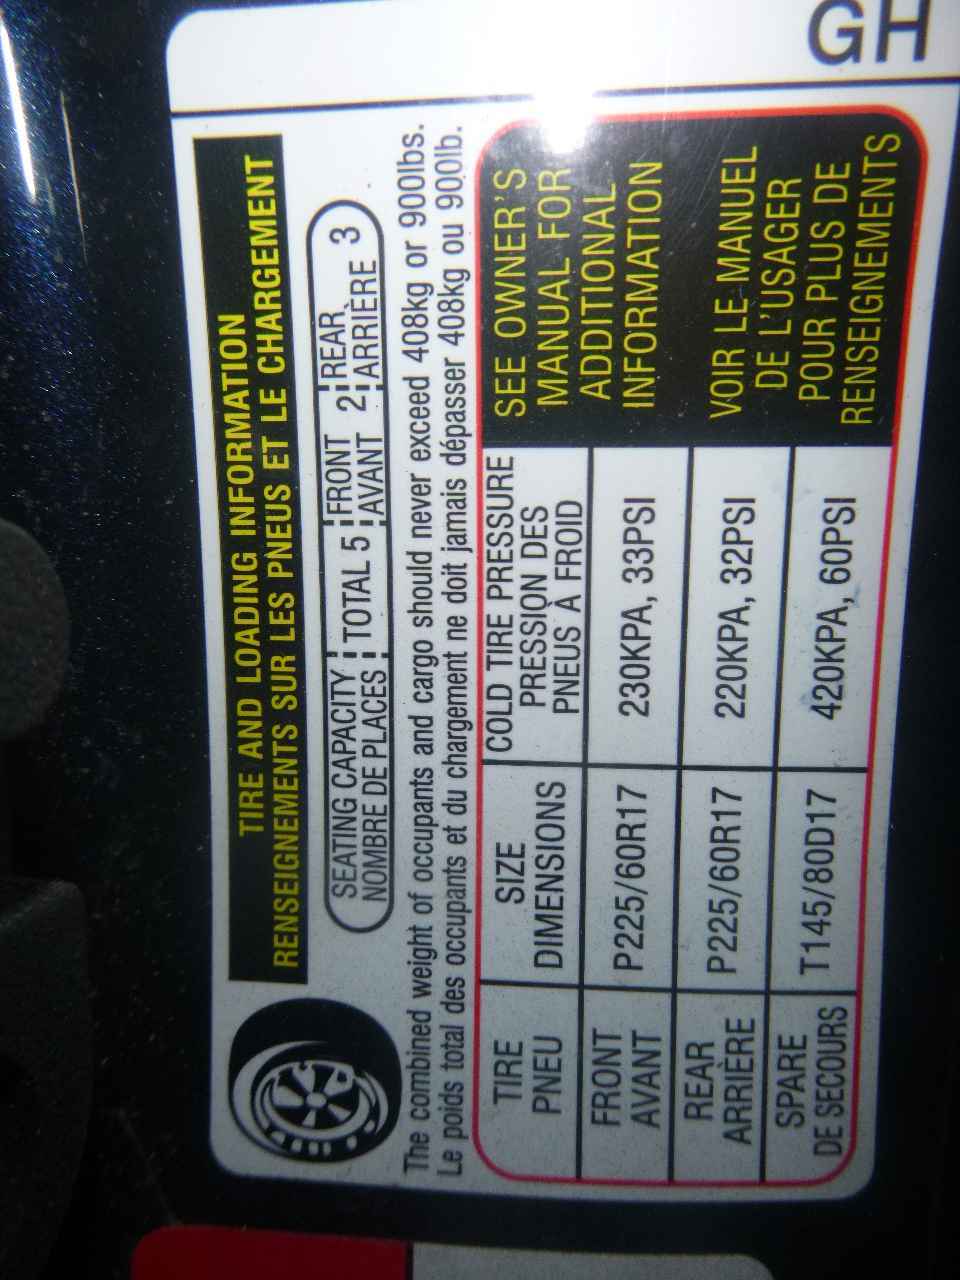 GH
TIRE AND LOADING INFORMATION
RENSEIGNEMENTS SUR LES PNEUS ET LE CHARGEMENT
SEATING CAPACITY TOTAL 5 FRONT 2 REAR 3
NOMBRE DE PLACES AVANT ARRIÈRE
The combined weight of occupants and cargo should never exceed 408kg or 900lbs.
Le poids total des occupants et du chargement ne doit jamais dépasser 408kg ou 900lb.
TIRE SIZE COLD TIRE PRESSURE
PNEU DIMENSIONS PRESSION DES
PNEUS À FROID
FRONT P225/60R17 230KPA, 33PSI
AVANT
REAR P225/60R17 220KPA, 32PSI
ARRIÈRE
SPARE T145/80D17 420KPA, 60PSI
DE SECOURS
SEE OWNER'S
MANUAL FOR
ADDITIONAL
INFORMATION
VOIR LE MANUEL
DE L'USAGER
POUR PLUS DE
RENSEIGNEMENTS